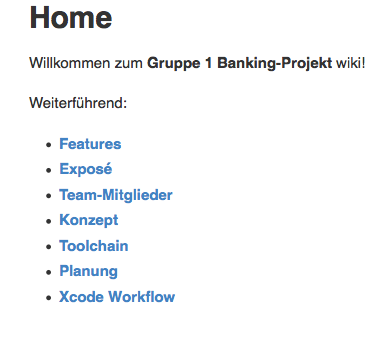 Home
Willkommen zum Gruppe 1 Banking-Projekt wiki!
Weiterführend:
Features
Exposé
Team-Mitglieder
Konzept
Toolchain
Planung
Xcode Workflow